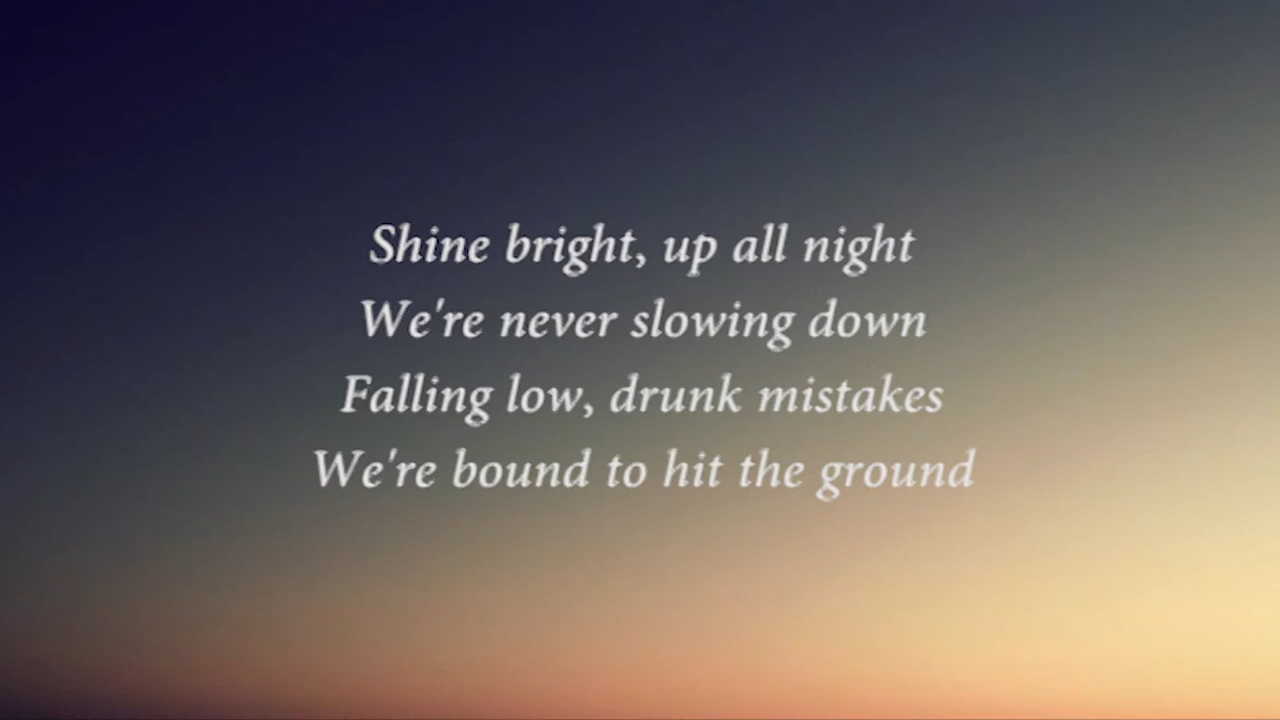 Shine bright, up all night
We're never slowing down
Falling low, drunk mistakes
We're bound to hit the ground